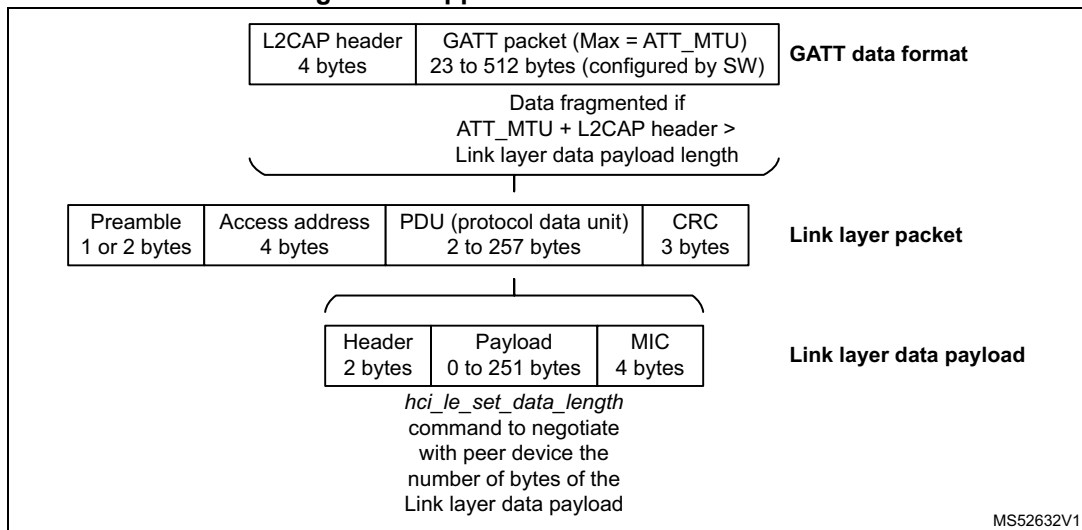 L2CAP header
4 bytes
GATT packet (Max = ATT_MTU)
23 to 512 bytes (configured by SW)
GATT data format
Data fragmented if
ATT_MTU + L2CAP header >
Link layer data payload length
Preamble
1 or 2 bytes
Access address
4 bytes
PDU (protocol data unit)
2 to 257 bytes
CRC
3 bytes
Link layer packet
Header
2 bytes
Payload
0 to 251 bytes
MIC
4 bytes
Link layer data payload
hci_le_set_data_length
command to negotiate
with peer device the
number of bytes of the
Link layer data payload
MS52632V1